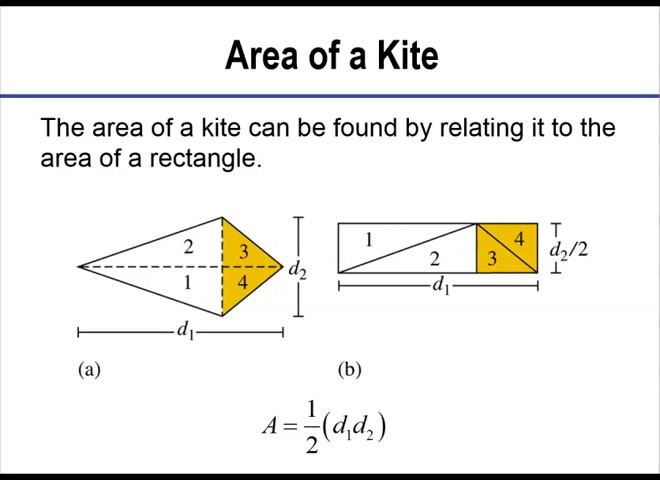 Area of a Kite
The area of a kite can be found by relating it to the
area of a rectangle.
2
3
1
4
d₂
d₁
(a)
1
2
3
4
d₂/2
d₁
(b)
A = 1/2 (d₁d₂)